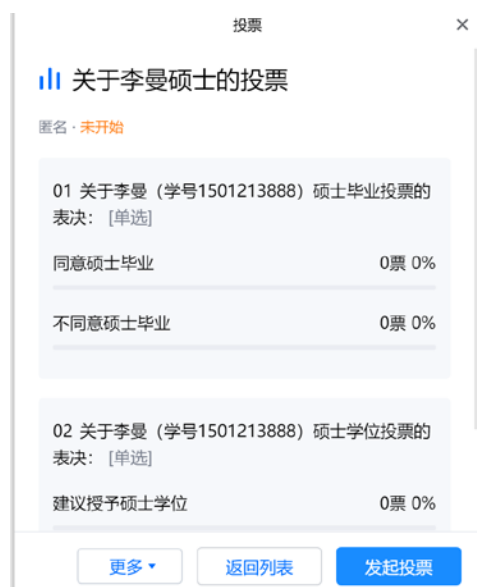 投票
关于李曼硕士的投票
匿名 · 未开始
01 关于李曼（学号1501213888）硕士毕业投票的
表决： [单选]
同意硕士毕业 0票 0%
不同意硕士毕业 0票 0%
02 关于李曼（学号1501213888）硕士学位投票的
表决： [单选]
建议授予硕士学位 0票 0%
更多 返回列表 发起投票